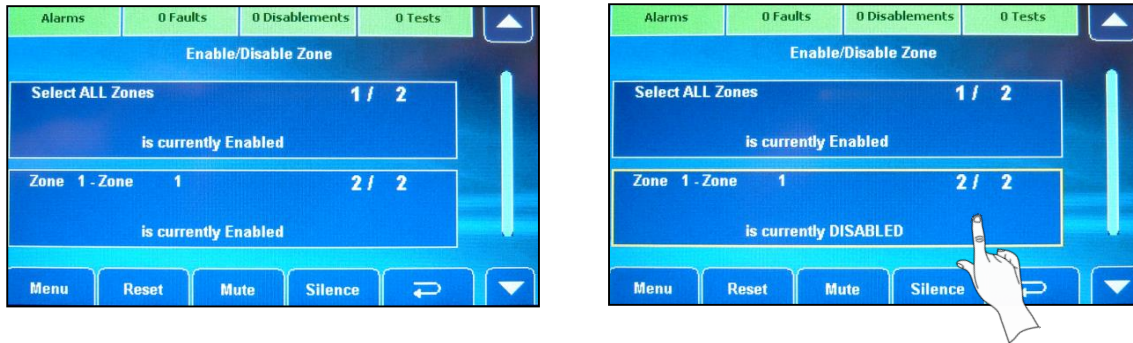 Alarms 0 Faults 0 Disablements 0 Tests
Enable/Disable Zone
Select ALL Zones 1 / 2
is currently Enabled
Zone 1 - Zone 1 2 / 2
is currently Enabled
Menu Reset Mute Silence
Alarms 0 Faults 0 Disablements 0 Tests
Enable/Disable Zone
Select ALL Zones 1 / 2
is currently Enabled
Zone 1 - Zone 1 2 / 2
is currently DISABLED
Menu Reset Mute Silence